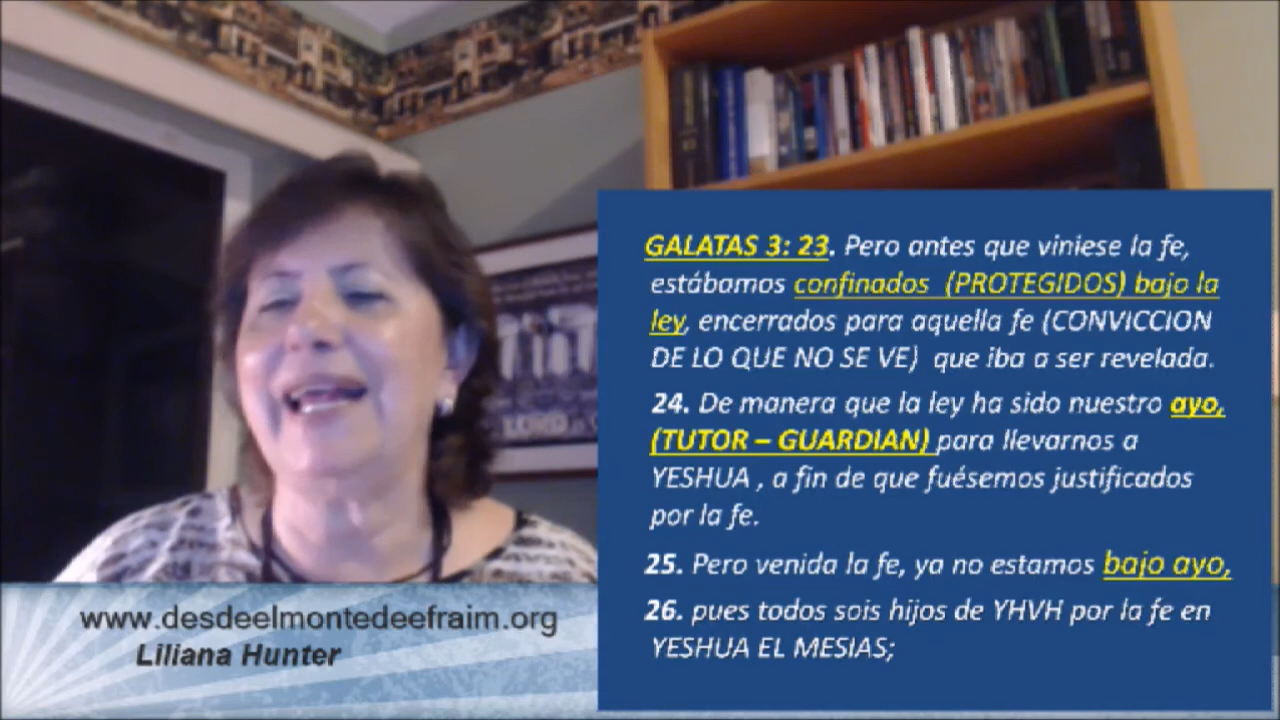 GALATAS 3: 23. Pero antes que viniese la fe,
estábamos confinados (PROTEGIDOS) bajo la
ley, encerrados para aquella fe (CONVICCION
DE LO QUE NO SE VE) que iba a ser revelada.
24. De manera que la ley ha sido nuestro ayo,
(TUTOR – GUARDIAN) para llevarnos a
YESHUA , a fin de que fuésemos justificados
por la fe.
25. Pero venida la fe, ya no estamos bajo ayo,
26. pues todos sois hijos de YHVH por la fe en
YESHUA EL MESIAS;
www.desdeelmontedeefraim.org
Liliana Hunter